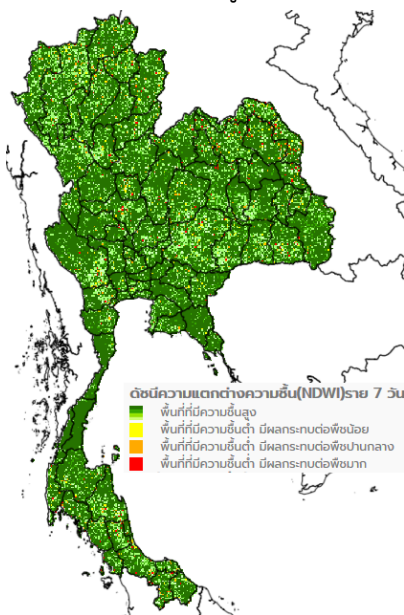 ดัชนีความแตกต่างความชื้น(NDWI)ราย 7 วัน
พื้นที่ที่มีความชื้นสูง
พื้นที่ที่มีความชื้นต่ำ มีผลกระทบต่อพืชน้อย
พื้นที่ที่มีความชื้นต่ำ มีผลกระทบต่อพืชปานกลาง
พื้นที่ที่มีความชื้นต่ำ มีผลกระทบต่อพืชมาก